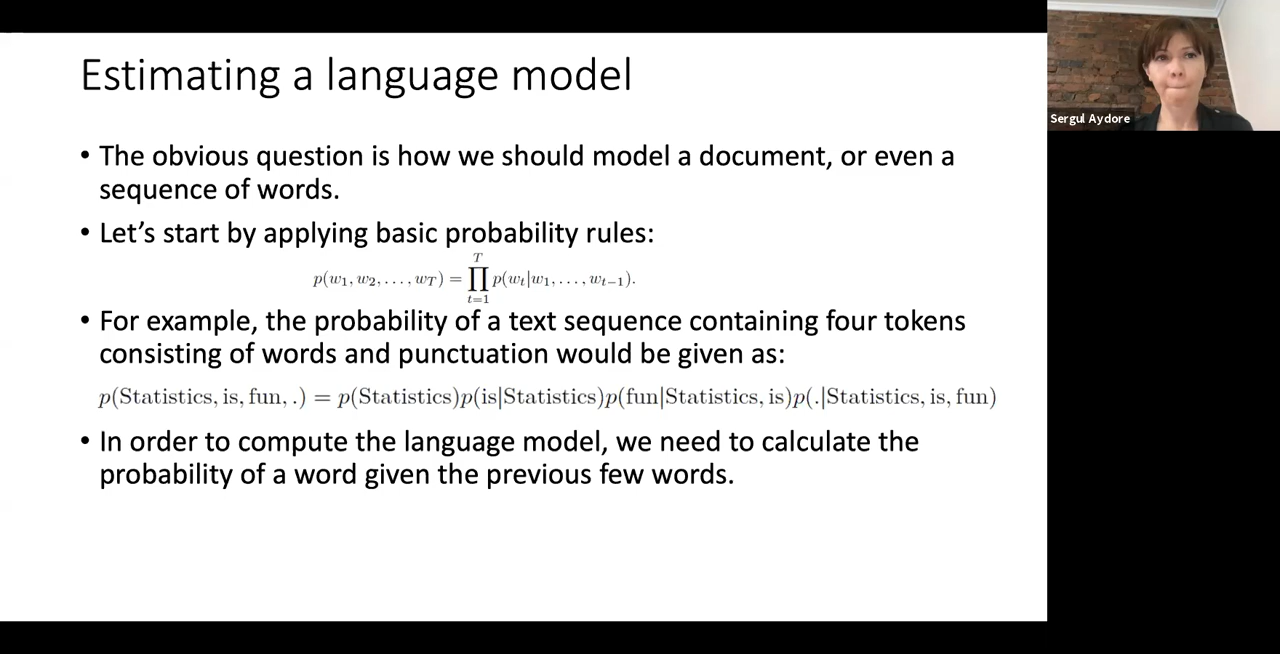 Estimating a language model
Sergul Aydore
• The obvious question is how we should model a document, or even a
sequence of words.
• Let's start by applying basic probability rules:
p(w₁, w₂, . . . , w_T) = ∏_{t=1}^{T} p(w_t|w₁, . . . , w_{t−1}).
• For example, the probability of a text sequence containing four tokens
consisting of words and punctuation would be given as:
p(Statistics, is, fun, .) = p(Statistics)p(is|Statistics)p(fun|Statistics, is)p(.|Statistics, is, fun)
• In order to compute the language model, we need to calculate the
probability of a word given the previous few words.